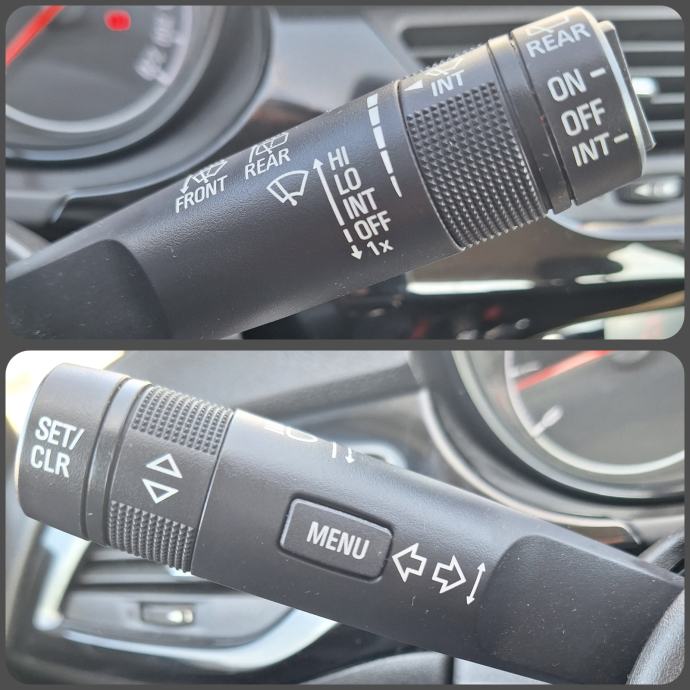 REAR
INT
ON
OFF
INT
REAR
FRONT
HI
LO
INT
OFF
1x
SET/
CLR
MENU